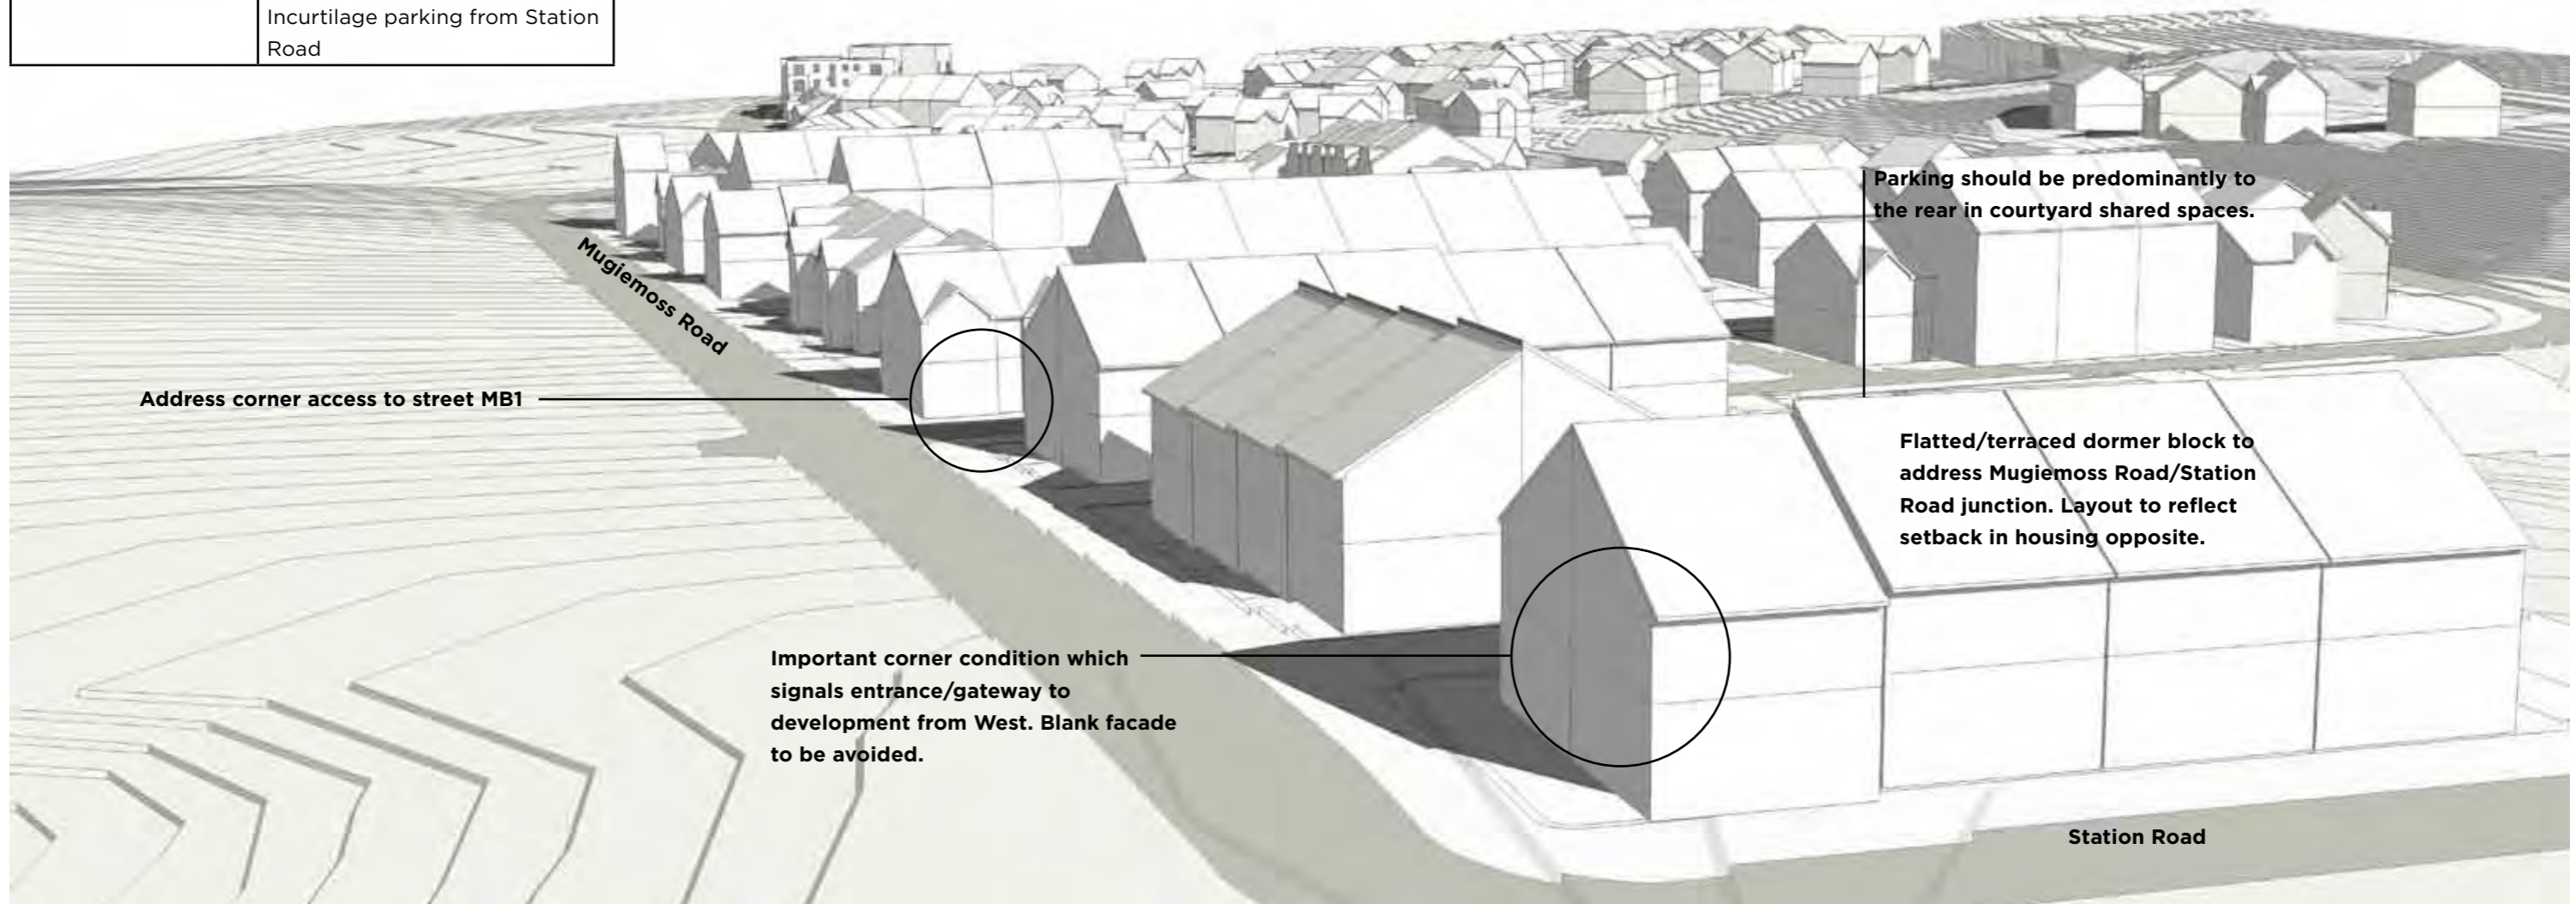 Incurtilage parking from Station
Road
Parking should be predominantly to
the rear in courtyard shared spaces.
Mugiemoss Road
Address corner access to street MB1
Flatted/terraced dormer block to
address Mugiemoss Road/Station
Road junction. Layout to reflect
setback in housing opposite.
Important corner condition which
signals entrance/gateway to
development from West. Blank facade
to be avoided.
Station Road